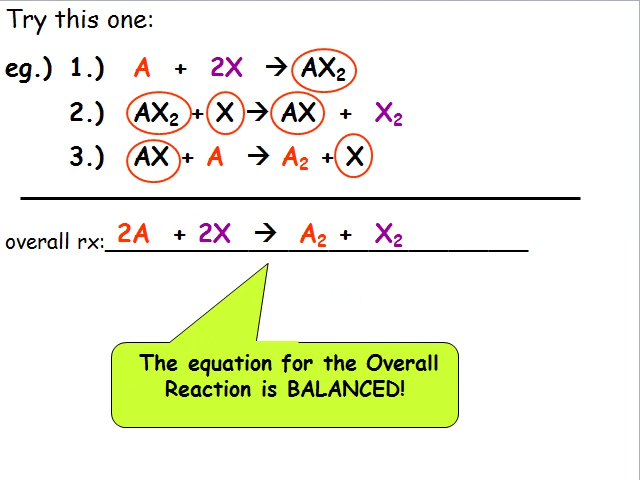 Try this one:
eg.) 1.) A + 2X → AX₂
2.) AX₂ + X → AX + X₂
3.) AX + A → A₂ + X
overall rx: 2A + 2X → A₂ + X₂
The equation for the Overall
Reaction is BALANCED!